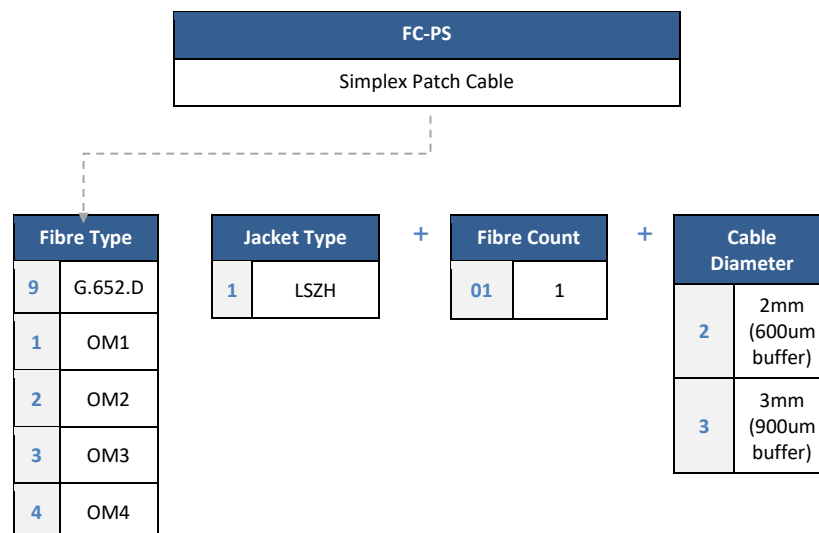 FC-PS
Simplex Patch Cable
Fibre Type
9 G.652.D
1 OM1
2 OM2
3 OM3
4 OM4
Jacket Type
1 LSZH
+
Fibre Count
01 1
+
Cable
Diameter
2 2mm
(600um
buffer)
3 3mm
(900um
buffer)